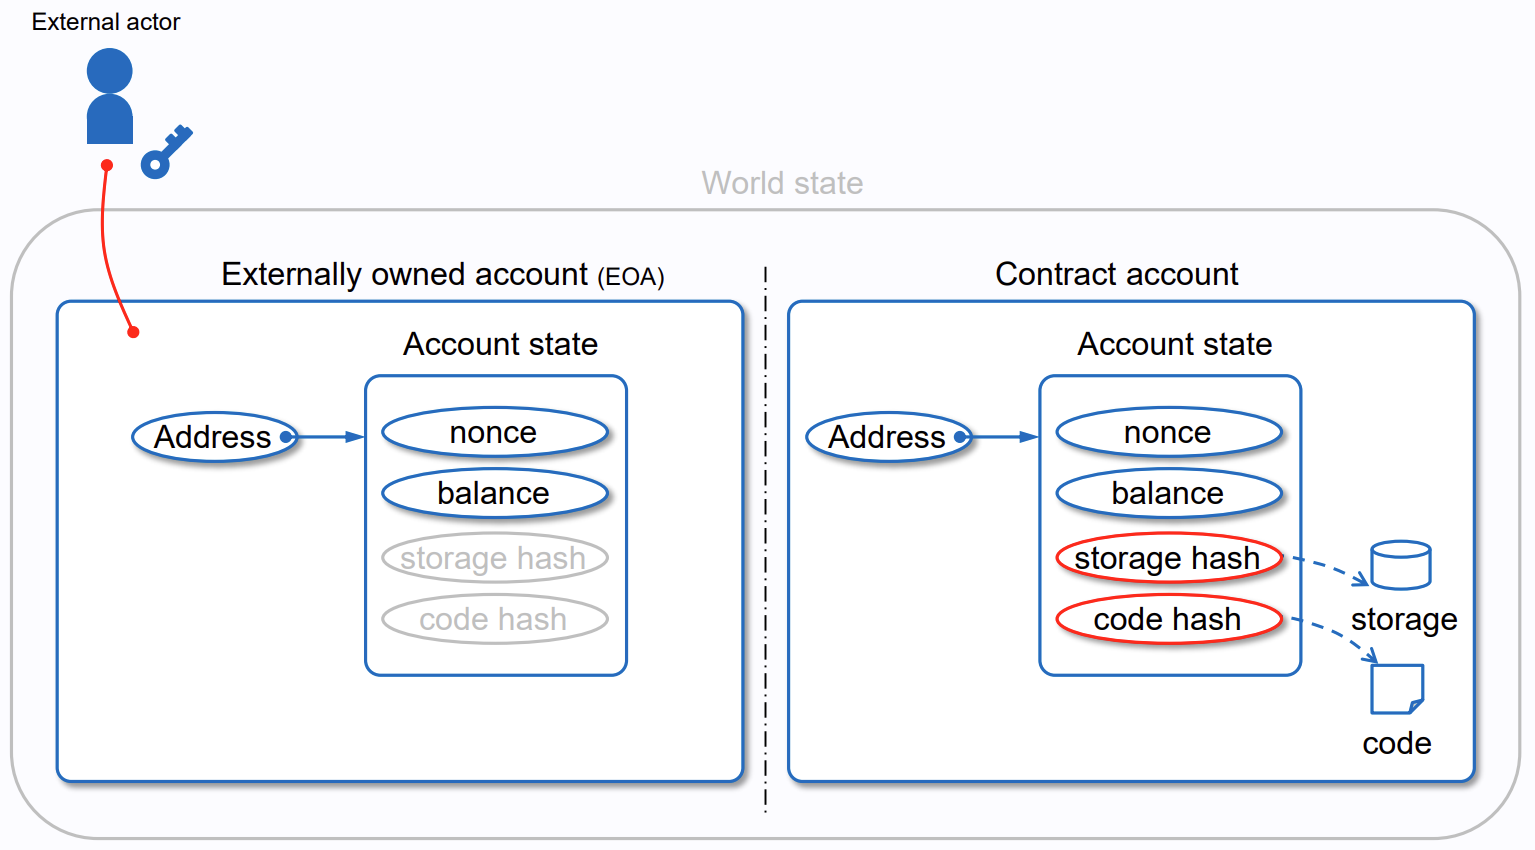 External actor
World state
Externally owned account (EOA)
Account state
Address
nonce
balance
storage hash
code hash
Contract account
Account state
Address
nonce
balance
storage hash
code hash
storage
code